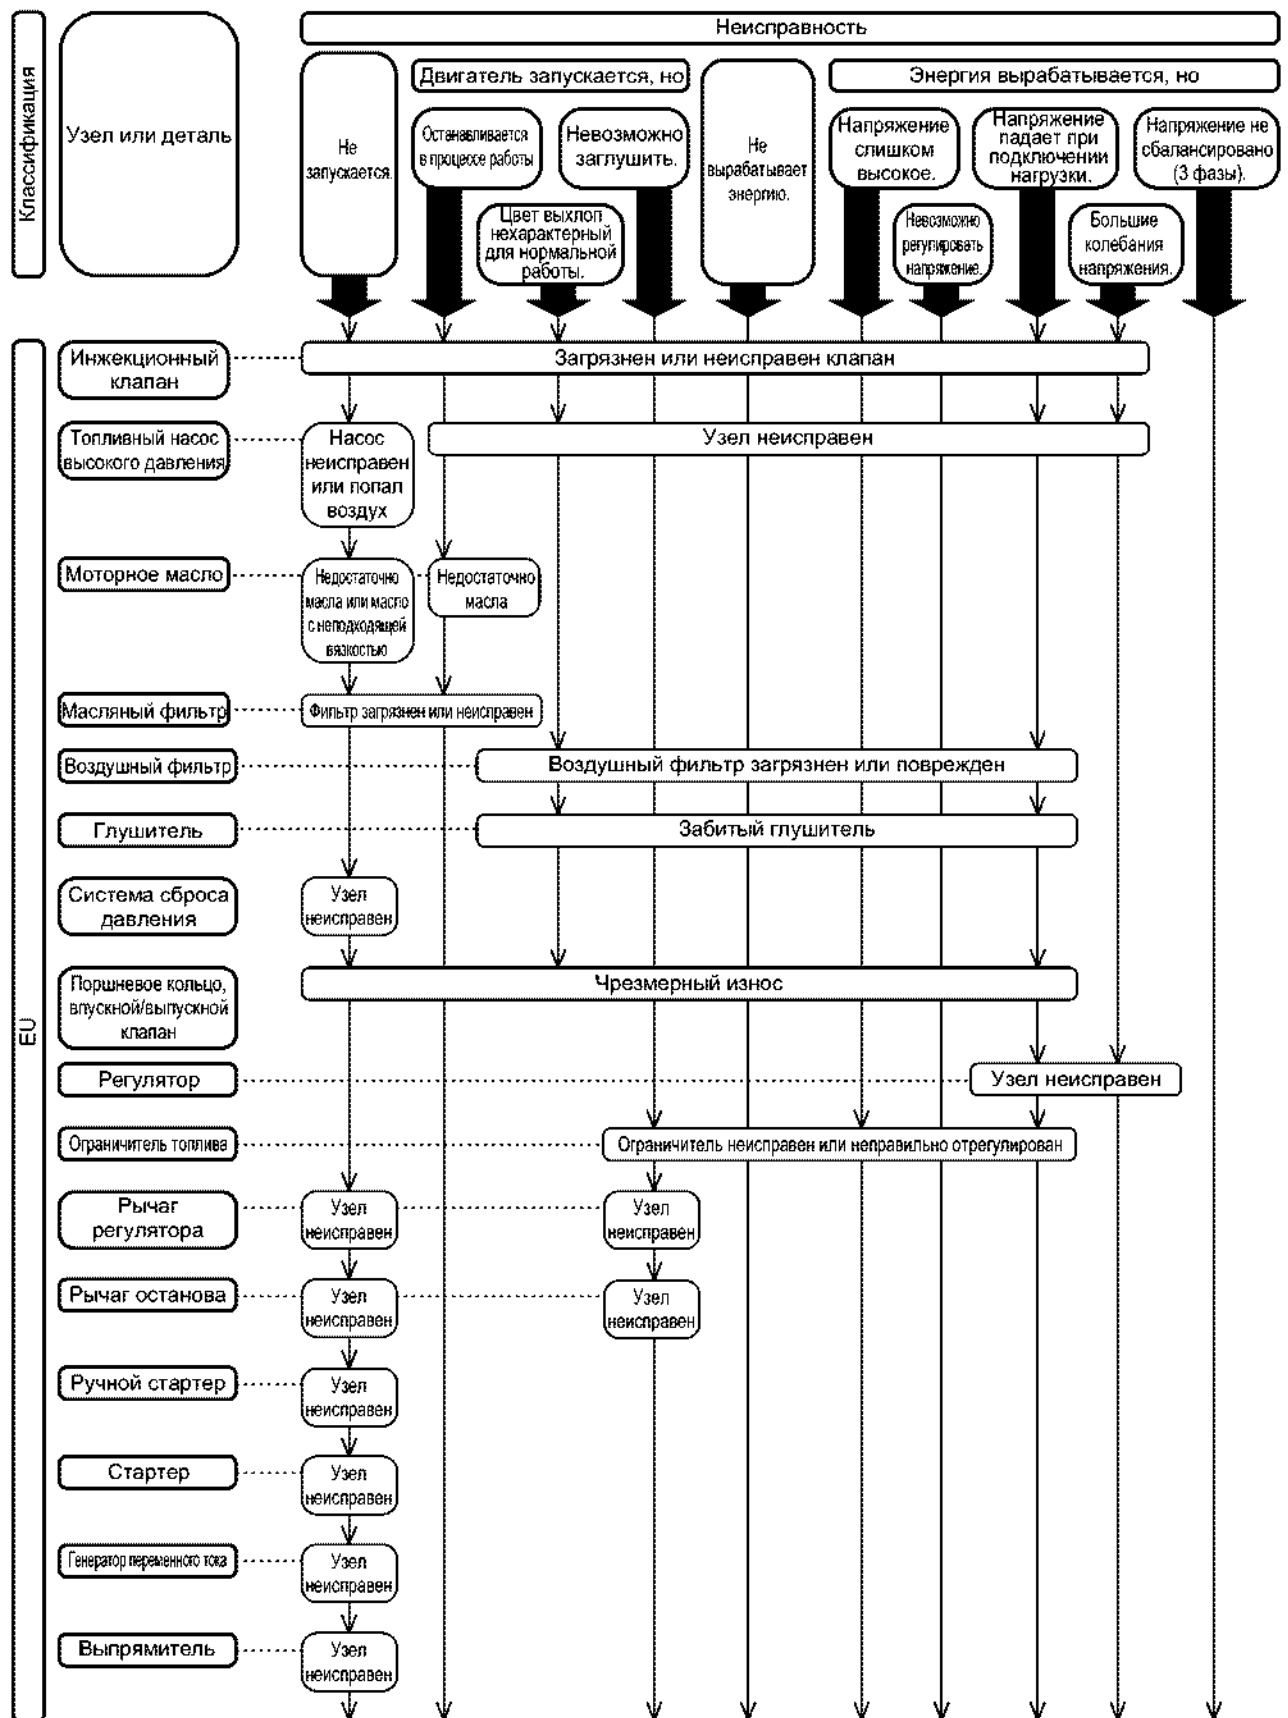 Классификация
Узел или деталь
Неисправность
Не
запускается.
Двигатель запускается, но
Останавливается
в процессе работы
Невозможно
заглушить.
Цвет выхлоп
нехарактерный
для нормальной
работы.
Не
вырабатывает
энергию.
Энергия вырабатывается, но
Напряжение
слишком
высокое.
Невозможно
регулировать
напряжение.
Напряжение
падает при
подключении
нагрузки.
Большие
колебания
напряжения.
Напряжение не
сбалансировано
(3 фазы).
EU
Инжекционный
клапан
Загрязнен или неисправен клапан
Топливный насос
высокого давления
Насос
неисправен
или попал
воздух
Узел неисправен
Моторное масло
Недостаточно
масла или масло
с неподходящей
вязкостью
Недостаточно
масла
Масляный фильтр
Фильтр загрязнен или неисправен
Воздушный фильтр
Воздушный фильтр загрязнен или поврежден
Глушитель
Забитый глушитель
Система сброса
давления
Узел
неисправен
Поршневое кольцо,
впускной/выпускной
клапан
Чрезмерный износ
Регулятор
Узел неисправен
Ограничитель топлива
Ограничитель неисправен или неправильно отрегулирован
Рычаг
регулятора
Узел
неисправен
Узел
неисправен
Рычаг останова
Узел
неисправен
Узел
неисправен
Ручной стартер
Узел
неисправен
Стартер
Узел
неисправен
Генератор переменного тока
Узел
неисправен
Выпрямитель
Узел
неисправен